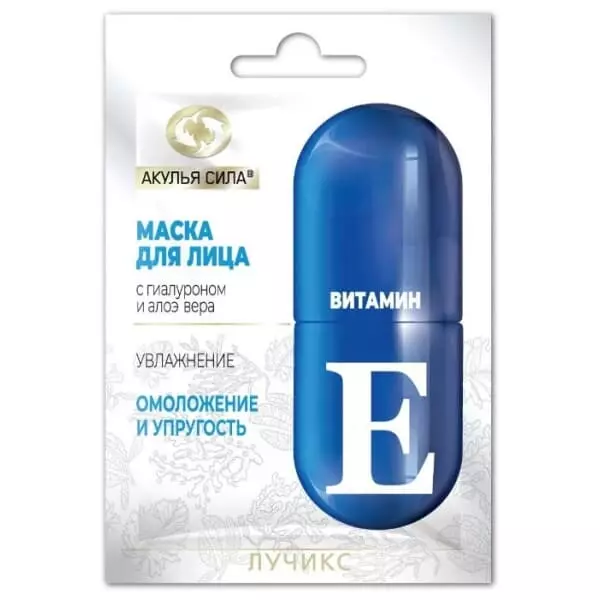 АКУЛЬЯ СИЛА®
МАСКА
ДЛЯ ЛИЦА
с гиалуроном
и алоэ вера
УВЛАЖНЕНИЕ
ОМОЛОЖЕНИЕ
И УПРУГОСТЬ
ВИТАМИН
E
ЛУЧИКС